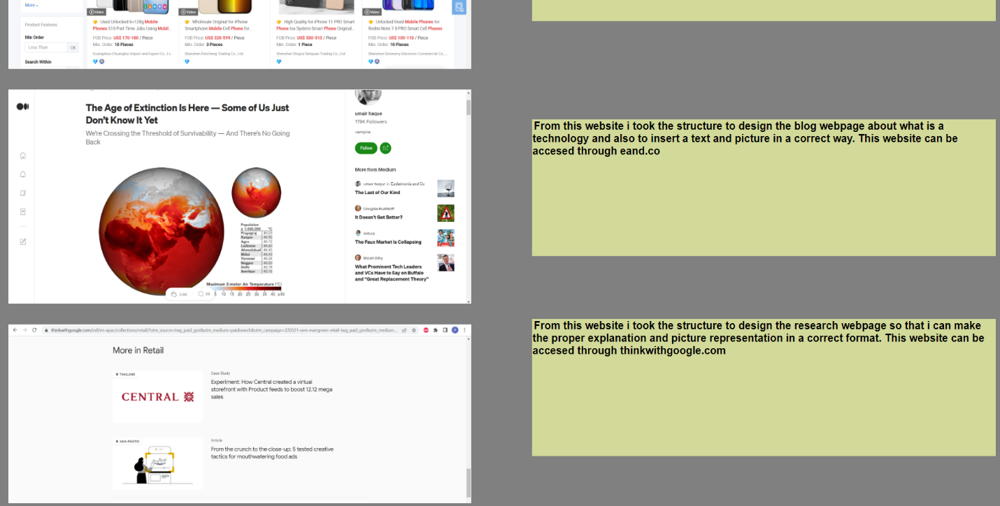 More
Product Features
Min Order
Less Than
OK
Search Within
Video
Used Unlocked 6+128g Mobile
Phones S10 Part Time Jobs Using Mobil...
FOB Price: US$ 170-180 / Piece
Min. Order: 10 Pieces
Guangzhou Chuanghai Import and Export Co., Lt...
Video
Wholesale Original for iPhone
Smartphone Mobile Cell Phone for...
FOB Price: US$ 328-599 / Piece
Min. Order: 3 Pieces
Shenzhen Fencheng Trading Co., Ltd.
High Quality for iPhone 11 PRO Smart
Phone Ios System Smart Phone Original...
FOB Price: US$ 500-510 / Piece
Min. Order: 1 Piece
Shenzhen Dingrui Senyuan Trading Co., Ltd.
Video
Unlocked Used Mobile Phones for
Redmi Note 7 8 PRO Smart Cell Phones
FOB Price: US$ 100-110 / Piece
Min. Order: 10 Pieces
Shenzhen Donwerry Electronic Commercial Co., ...
The Age of Extinction Is Here — Some of Us Just
Don't Know It Yet
We're Crossing the Threshold of Survivability — And There's No Going
Back
Population
≥ 1,000,000 °C
Prayagraj 45.03
Kanpur 44.95
Agra 44.72
Lucknow 44.60
Ahmedabad 44.45
Bhilai 44.43
Varanasi 44.24
Nagpur 44.00
Delhi 43.78
Amritsar 43.76
Maximum 2-meter Air Temperature (°C)
5 10 15 20 25 30 35 40 ≥45
3.8K
59
umair haque
179K Followers
vampire.
Follow
More from Medium
umair haque in Eudaimonia and Co
The Last of Our Kind
Douglas Rushkoff
It Doesn't Get Better?
indi.ca
The Faux Market Is Collapsing
Micah Sifry
What Prominent Tech Leaders
and VCs Have to Say on Buffalo
and "Great Replacement Theory"
From this website i took the structure to design the blog webpage about what is a
technology and also to insert a text and picture in a correct way. This website can be
accesed through eand.co
thinkwithgoogle.com/intl/en-apac/collections/retail/?utm_source=twg_paid_gsn&utm_medium=paidsearch&utm_campaign=220321-sem-evergreen-retail-twg_paid_gsn&utm_medium...
More in Retail
THAILAND
CENTRAL
Case Study
Experiment: How Central created a virtual
storefront with Product feeds to boost 12.12 mega
sales
ASIA PACIFIC
Article
From the crunch to the close-up: 5 tested creative
tactics for mouthwatering food ads
From this website i took the structure to design the research webpage so that i can make
the proper explanation and picture representation in a correct format. This website can be
accesed through thinkwithgoogle.com